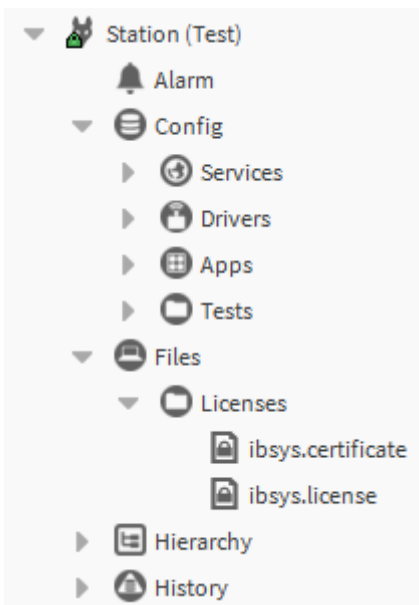 Station (Test)
Alarm
Config
Services
Drivers
Apps
Tests
Files
Licenses
ibsys.certificate
ibsys.license
Hierarchy
History